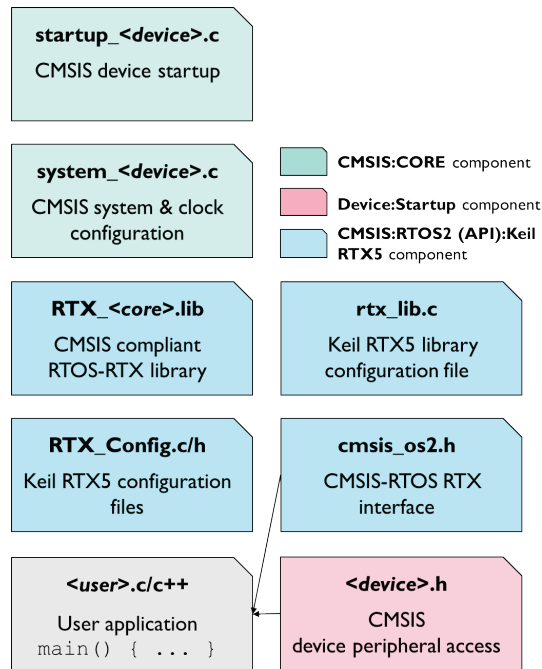 startup_<device>.c
CMSIS device startup
system_<device>.c
CMSIS system & clock
configuration
CMSIS:CORE component
Device:Startup component
CMSIS:RTOS2 (API):Keil
RTX5 component
RTX_<core>.lib
CMSIS compliant
RTOS-RTX library
rtx_lib.c
Keil RTX5 library
configuration file
RTX_Config.c/h
Keil RTX5 configuration
files
cmsis_os2.h
CMSIS-RTOS RTX
interface
<user>.c/c++
User application
main() { ... }
<device>.h
CMSIS
device peripheral access